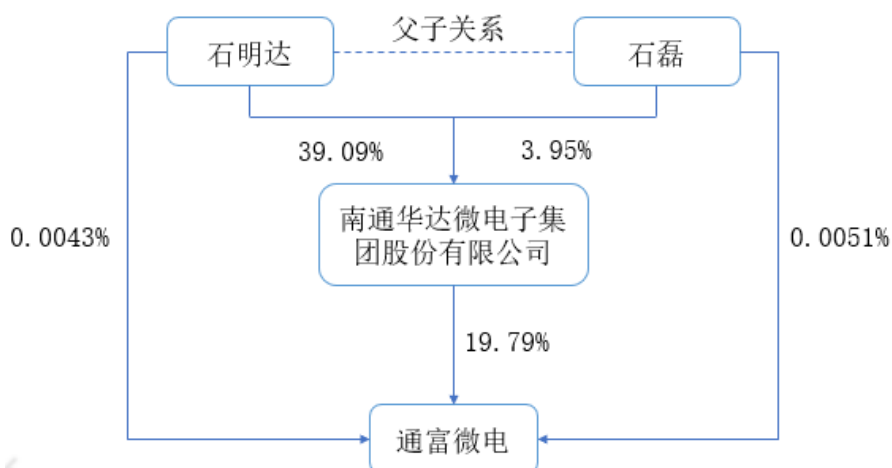 父子关系
石明达
石磊
39.09%
3.95%
南通华达微电子集
团股份有限公司
0.0043%
0.0051%
19.79%
通富微电